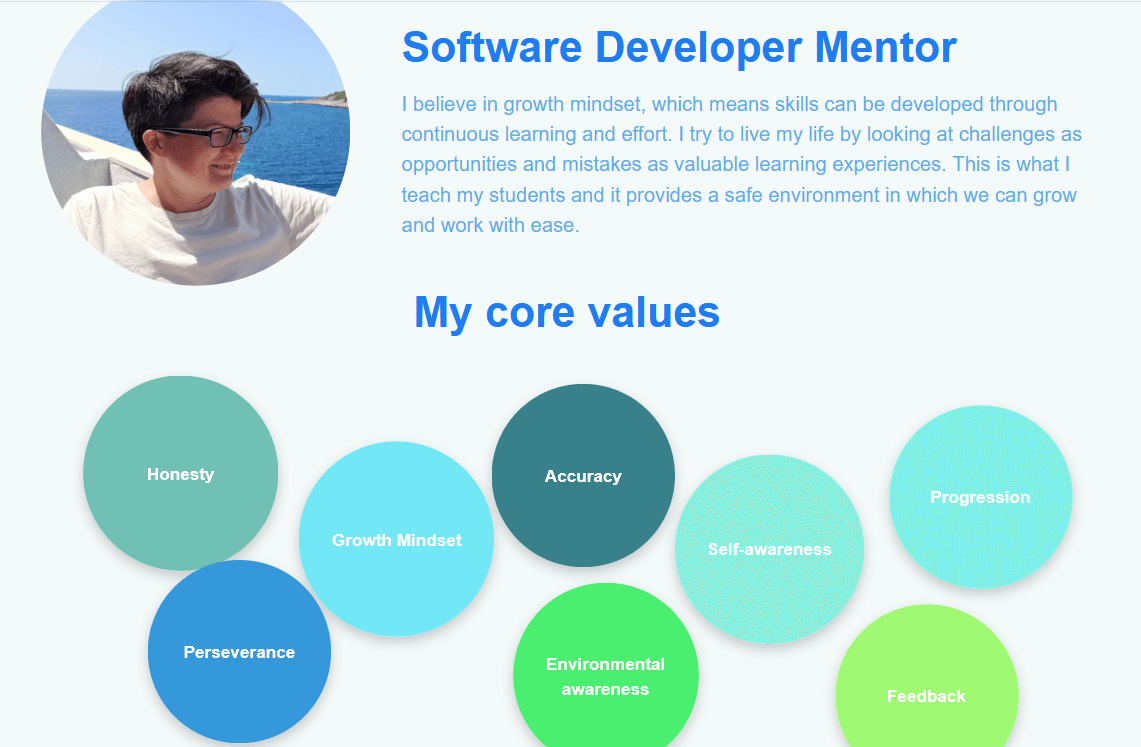 Software Developer Mentor
I believe in growth mindset, which means skills can be developed through
continuous learning and effort. I try to live my life by looking at challenges as
opportunities and mistakes as valuable learning experiences. This is what I
teach my students and it provides a safe environment in which we can grow
and work with ease.
My core values
Honesty
Growth Mindset
Accuracy
Self-awareness
Progression
Perseverance
Environmental
awareness
Feedback